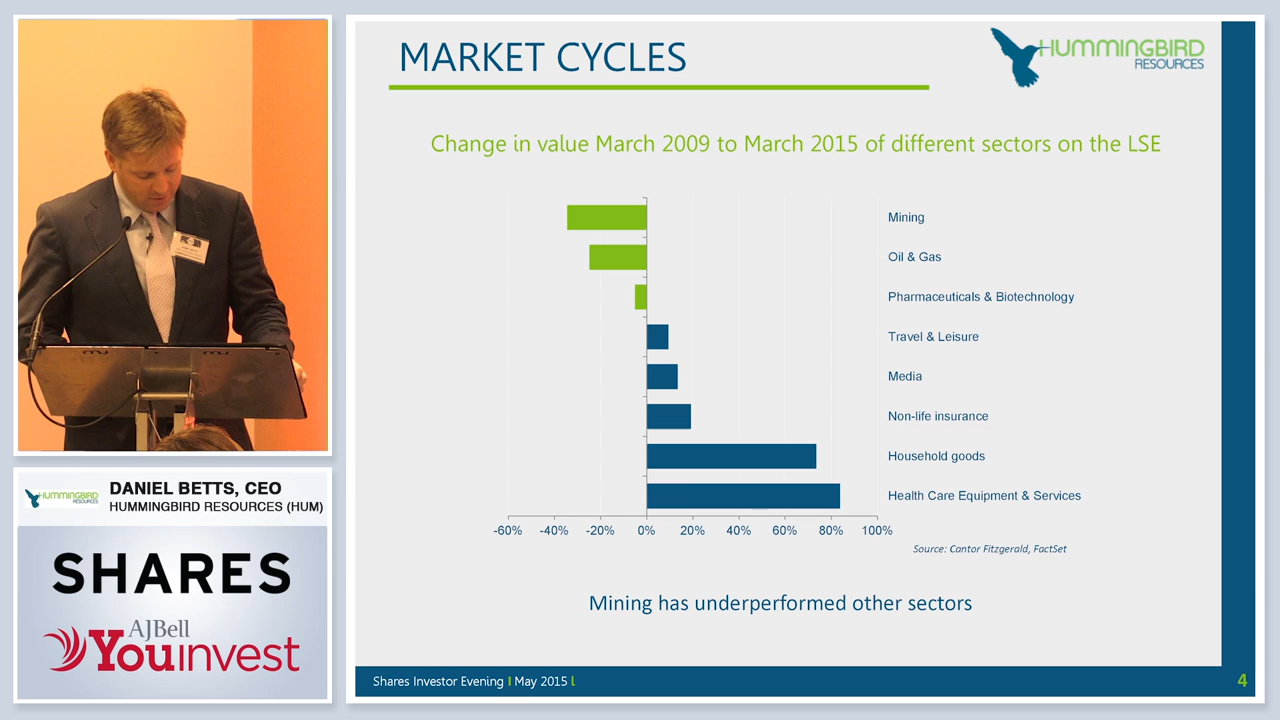 MARKET CYCLES
HUMMINGBIRD
RESOURCES
Change in value March 2009 to March 2015 of different sectors on the LSE
Mining
Oil & Gas
Pharmaceuticals & Biotechnology
Travel & Leisure
Media
Non-life insurance
Household goods
Health Care Equipment & Services
-60% -40% -20% 0% 20% 40% 60% 80% 100%
Source: Cantor Fitzgerald, FactSet
Mining has underperformed other sectors
Shares Investor Evening I May 2015 l
4
HUMMINGBIRD
RESOURCES
DANIEL BETTS, CEO
HUMMINGBIRD RESOURCES (HUM)
SHARES
AJBell
Youinvest